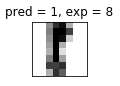 pred = 1, exp = 8